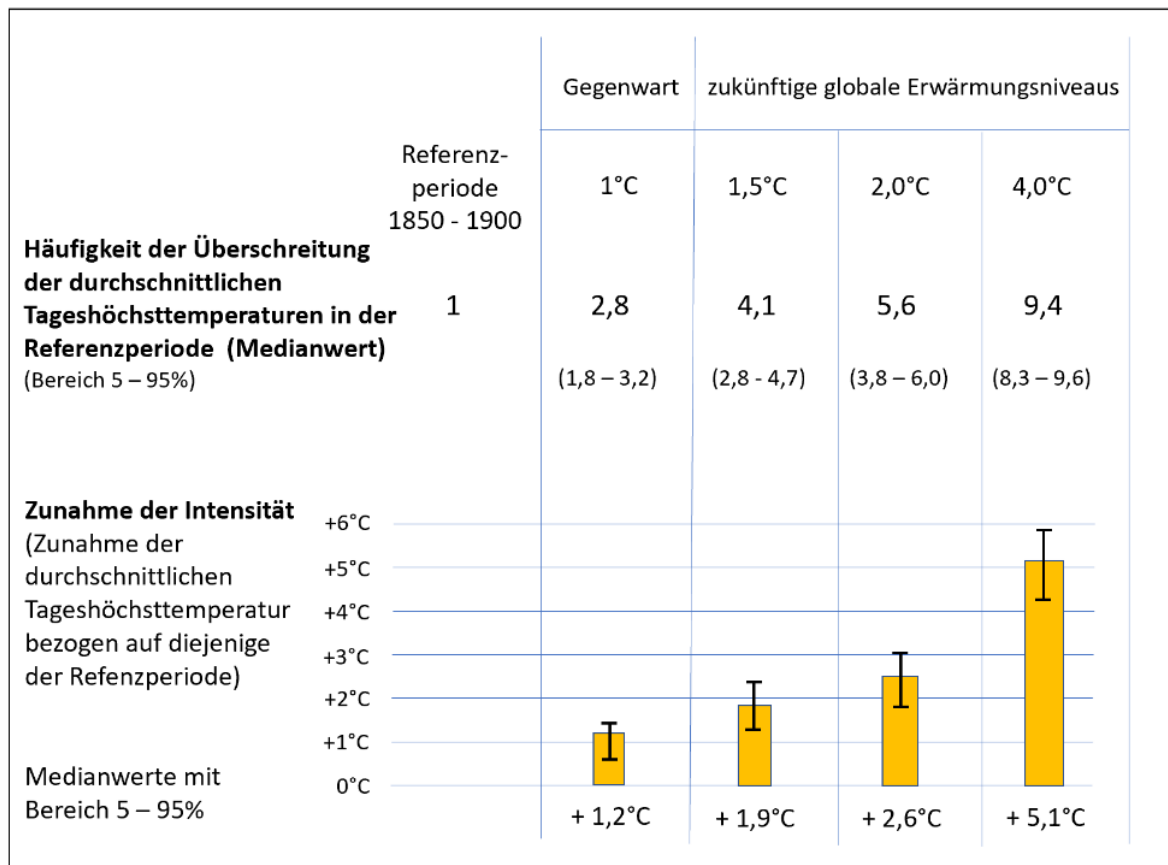 Gegenwart zukünftige globale Erwärmungsniveaus
Referenz-
periode
1850 - 1900
1°C 1,5°C 2,0°C 4,0°C
Häufigkeit der Überschreitung
der durchschnittlichen
Tageshöchsttemperaturen in der
Referenzperiode (Medianwert)
(Bereich 5 – 95%)
1 2,8 4,1 5,6 9,4
(1,8 – 3,2) (2,8 - 4,7) (3,8 – 6,0) (8,3 – 9,6)
Zunahme der Intensität
(Zunahme der
durchschnittlichen
Tageshöchsttemperatur
bezogen auf diejenige
der Refenzperiode)
+6°C
+5°C
+4°C
+3°C
+2°C
+1°C
0°C
Medianwerte mit
Bereich 5 – 95%
+ 1,2°C + 1,9°C + 2,6°C + 5,1°C